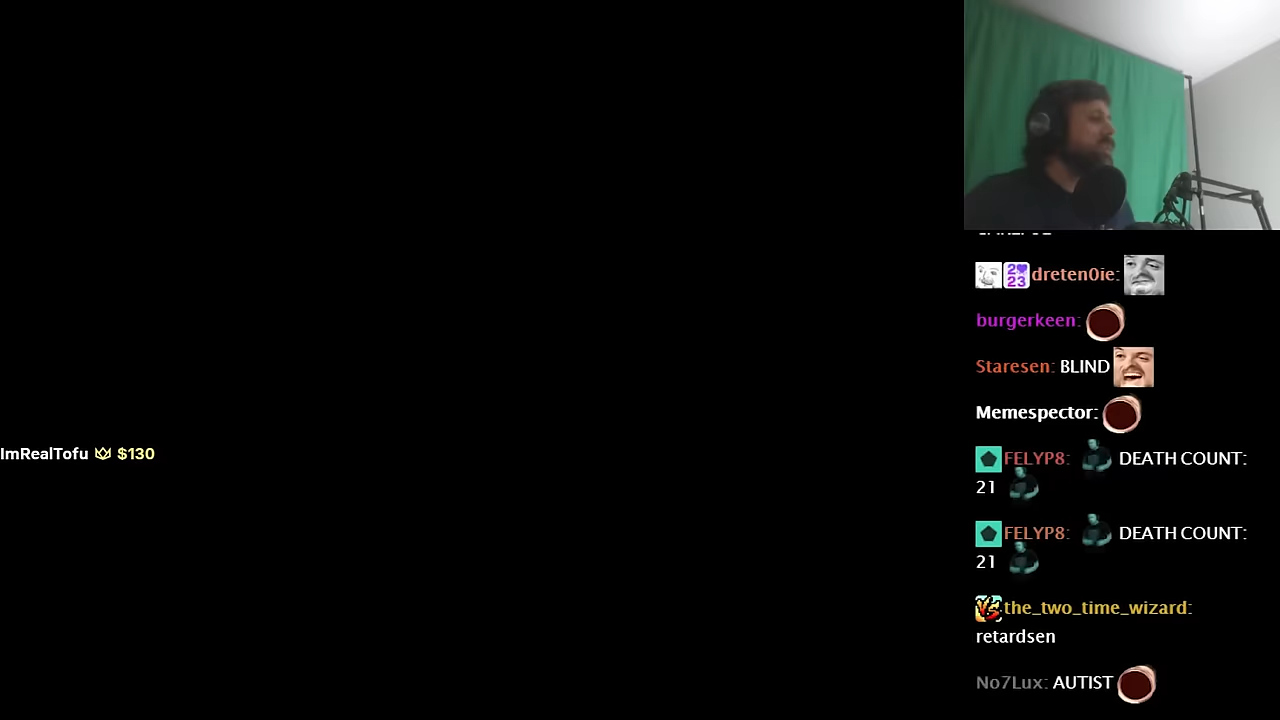 dreten0ie:
burgerkeen:
Staresen: BLIND
Memespector:
ImRealTofu $130
FELYP8: DEATH COUNT:
21
FELYP8: DEATH COUNT:
21
the_two_time_wizard:
retardsen
No7Lux: AUTIST